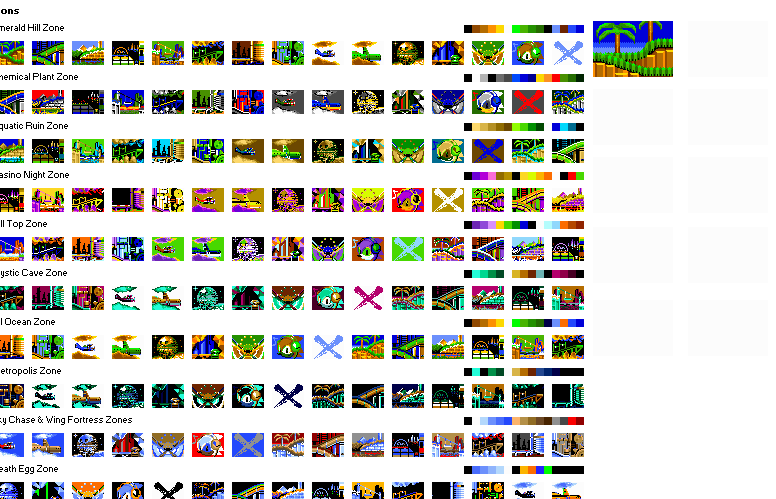 ons
merald Hill Zone
hemical Plant Zone
quatic Ruin Zone
asino Night Zone
ll Top Zone
ystic Cave Zone
l Ocean Zone
etropolis Zone
ky Chase & Wing Fortress Zones
eath Egg Zone